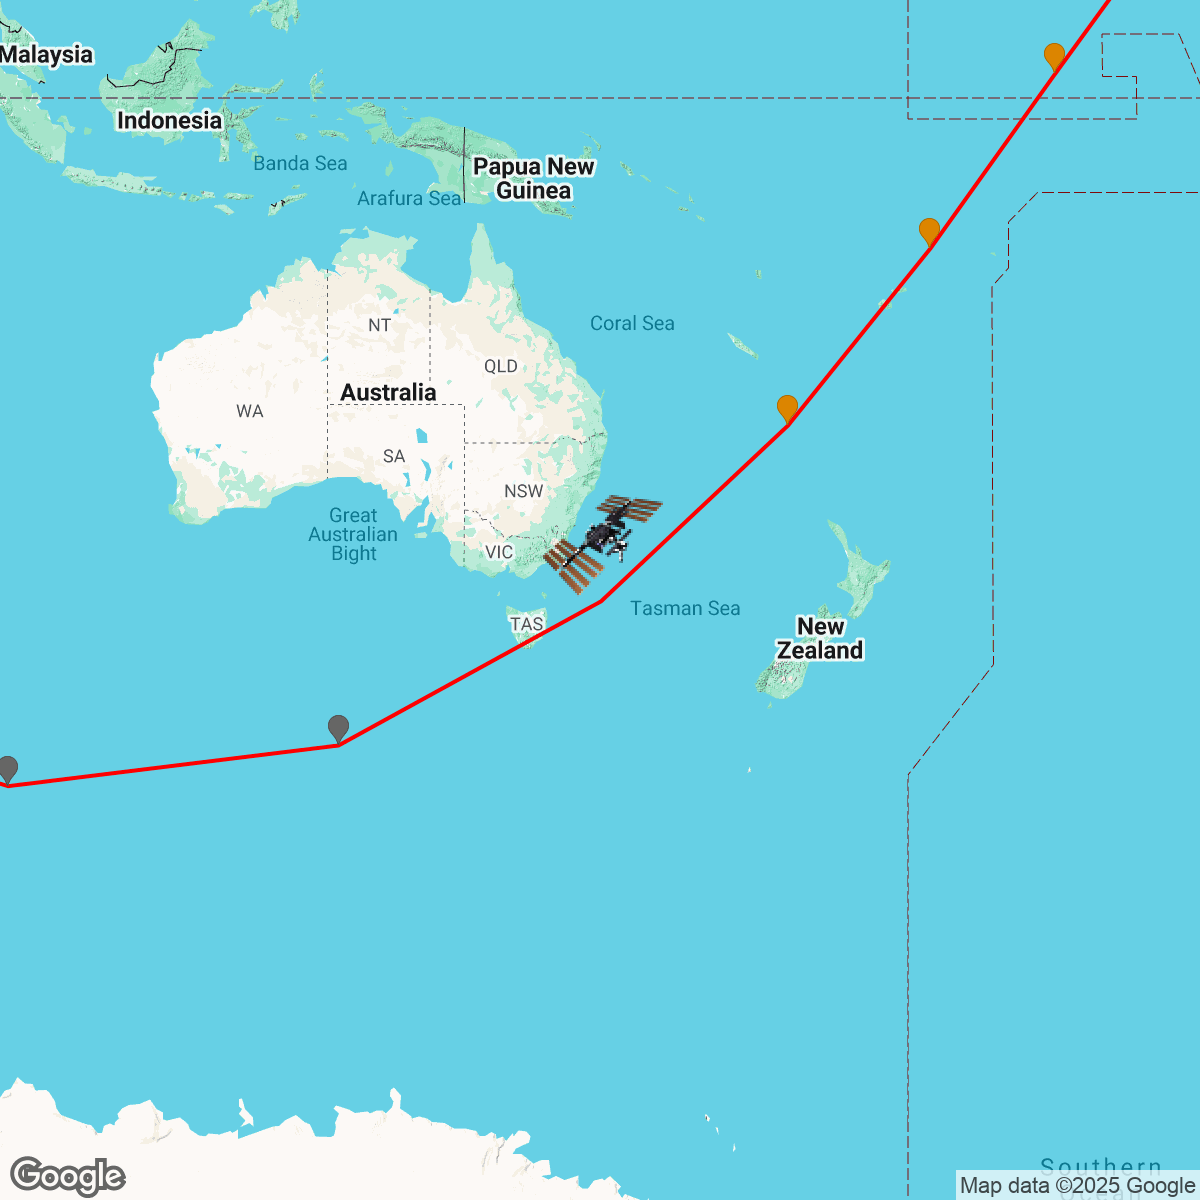 Malaysia
Indonesia
Banda Sea
Papua New
Guinea
Arafura Sea
NT
Coral Sea
QLD
Australia
WA
SA
NSW
Great
Australian
Bight
VIC
TAS
Tasman Sea
New
Zealand
Southern
Ocean
Google
Map data ©2025 Google